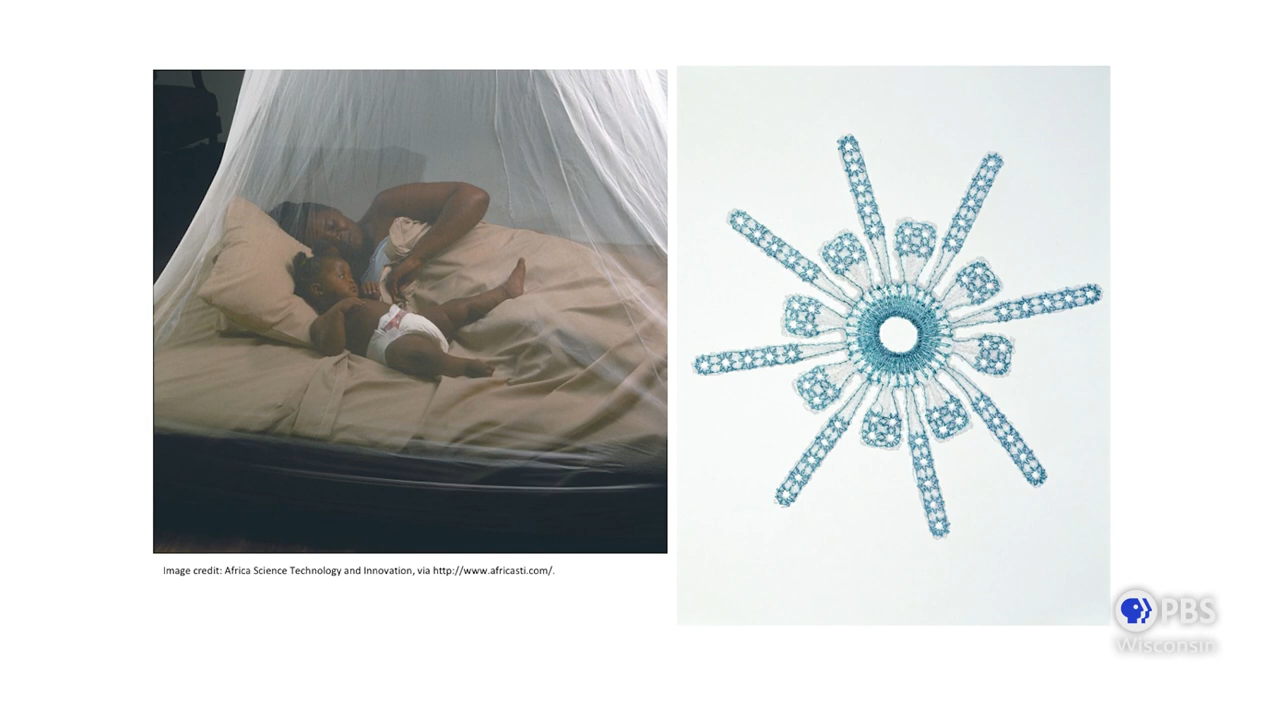 Image credit: Africa Science Technology and Innovation, via http://www.africasti.com/.
PBS
Wisconsin